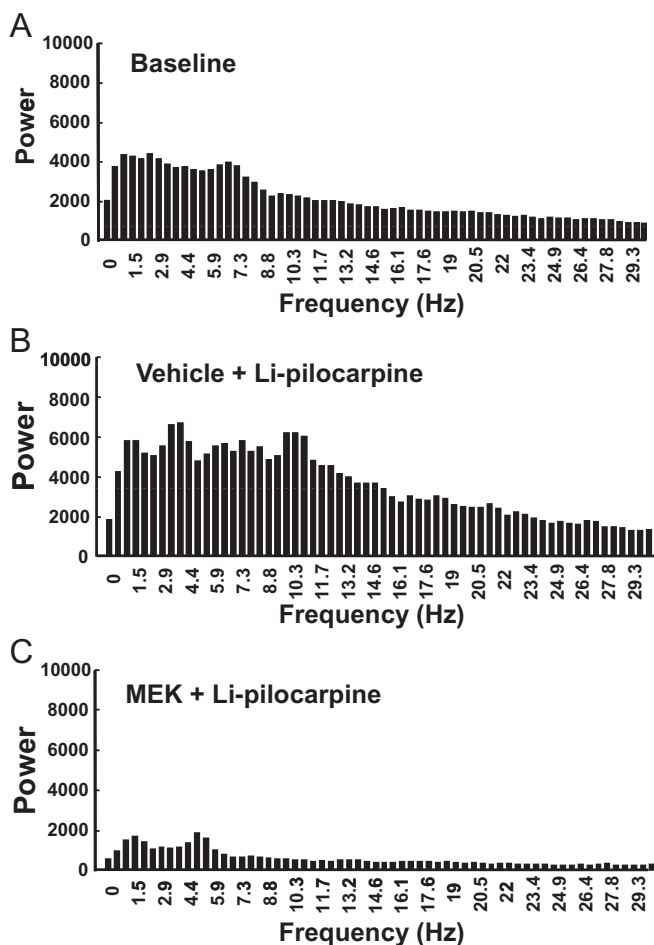 A
10000
Baseline
8000
6000
4000
2000
0
Power
0 1.5 2.9 4.4 5.9 7.3 8.8 10.3 11.7 13.2 14.6 16.1 17.6 19 20.5 22 23.4 24.9 26.4 27.8 29.3
Frequency (Hz)
B
10000
Vehicle + Li-pilocarpine
8000
6000
4000
2000
0
Power
0 1.5 2.9 4.4 5.9 7.3 8.8 10.3 11.7 13.2 14.6 16.1 17.6 19 20.5 22 23.4 24.9 26.4 27.8 29.3
Frequency (Hz)
C
10000
MEK + Li-pilocarpine
8000
6000
4000
2000
0
Power
0 1.5 2.9 4.4 5.9 7.3 8.8 10.3 11.7 13.2 14.6 16.1 17.6 19 20.5 22 23.4 24.9 26.4 27.8 29.3
Frequency (Hz)